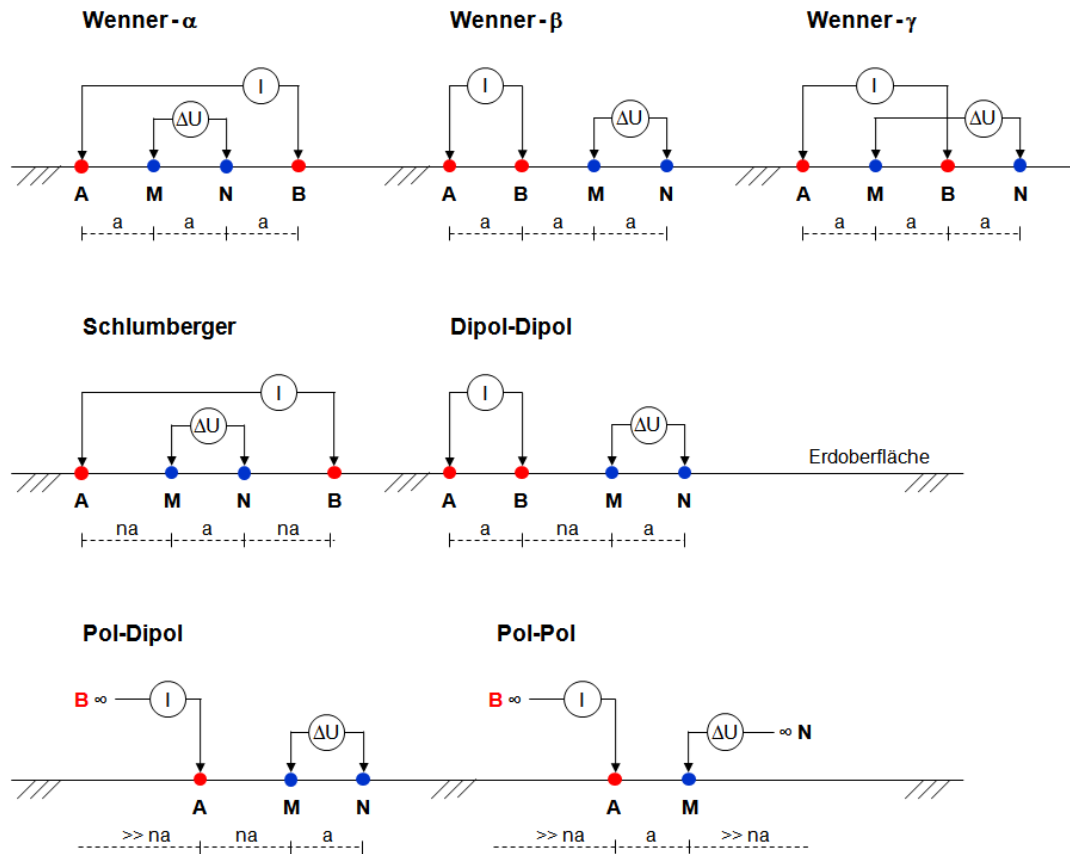 Wenner - α Wenner - β Wenner - γ
I I I
ΔU ΔU ΔU
A M N B A B M N A M B N
a a a a a a a a a
Schlumberger Dipol-Dipol
I I
ΔU ΔU
Erdoberfläche
A M N B A B M N
na a na a na a
Pol-Dipol Pol-Pol
B ∞ I B ∞ I
ΔU ΔU ∞ N
A M N A M
>> na na a >> na a >> na